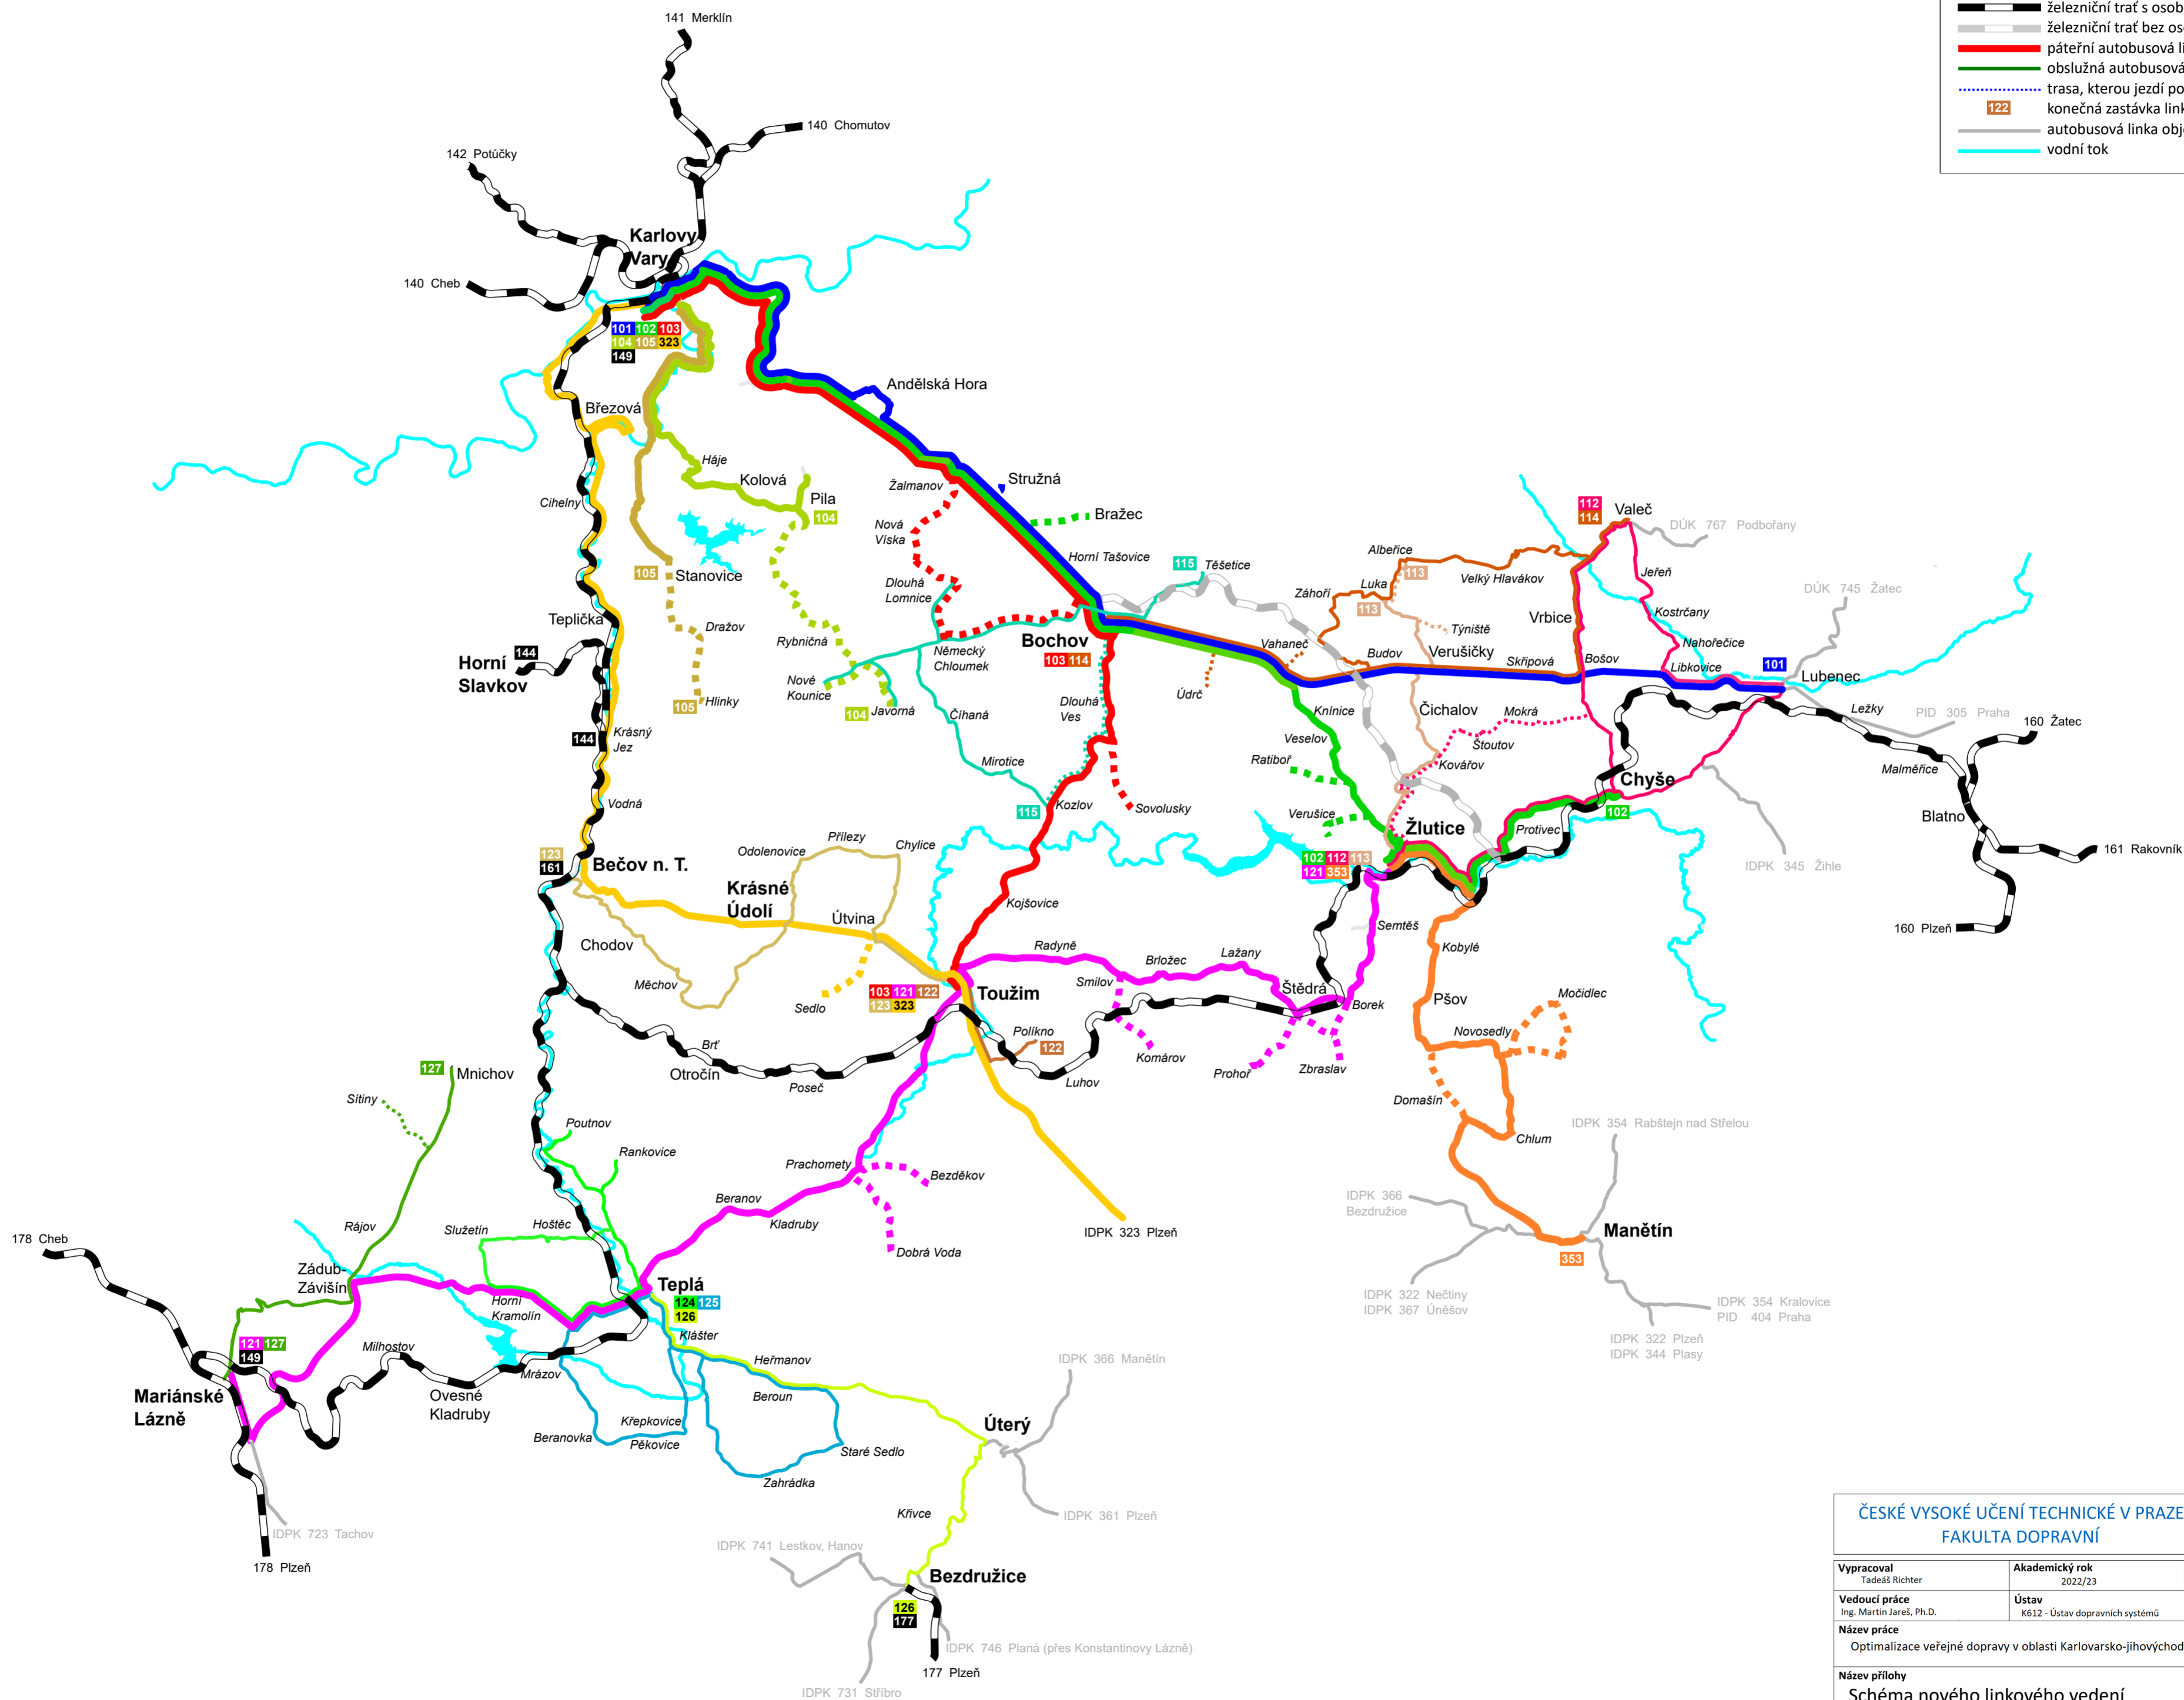 141 Merklín
železniční trať s osob
železniční trať bez os
páteřní autobusová li
obslužná autobusová
trasa, kterou jezdí po
122 konečná zastávka link
autobusová linka obj
vodní tok
140 Chomutov
142 Potůčky
Karlovy
Vary
140 Cheb
101 102 103
104 105 323
149
Andělská Hora
Březová
Háje
Kolová
Pila
104
Žalmanov
Stružná
Nová
Víska
Bražec
Cihelny
Horní Tašovice
112
114
Valeč
DÚK 767 Podbořany
Albeřice
113
Velký Hlavákov
Jeřeň
115
Těšetice
105
Stanovice
Dlouhá
Lomnice
Luka
Záhoří
113
DÚK 745 Žatec
Kostrčany
Vrbice
Teplička
Dražov
Rybničná
Týniště
Nahořečice
Bochov
103 114
Německý
Chloumek
Vahaneč
Budov
Verušičky
Skřipová
Bošov
Libkovice
101
Lubenec
144
Horní
Slavkov
Nové
Kounice
Údrč
105
Hlinky
104
Javorná
Číhaná
Dlouhá
Ves
Knínice
Čichalov
Mokrá
Ležky
PID 305 Praha
160 Žatec
144
Krásný
Jez
Veselov
Štoutov
Mirotice
Ratiboř
Kovářov
Malměřice
Chyše
Vodná
115
Kozlov
Sovolusky
Verušice
102
Blatno
Žlutice
Protivec
Přílezy
Chylice
Odolenovice
123
161
Bečov n. T.
102 112 113
121 353
161 Rakovník
IDPK 345 Žihle
Krásné
Údolí
Útvina
Kojšovice
Semtěš
160 Plzeň
Chodov
Radyně
Brložec
Lažany
Kobylé
Měchov
Smilov
Štědrá
Sedlo
103 121 122
123 323
Toužim
Borek
Pšov
Močidlec
Polikno
122
Novosedly
Brť
Otročín
Poseč
Luhov
Komárov
Prohoř
Zbraslav
127
Mnichov
Sítiny
Domašín
Poutnov
Chlum
IDPK 354 Rabštejn nad Střelou
Rankovice
Prachomety
Bezděkov
Beranov
Kladruby
IDPK 366
Bezdružice
Rájov
Služetín
Hoštěc
IDPK 323 Plzeň
Manětín
178 Cheb
Dobrá Voda
353
Zádub-
Závišín
Teplá
124 125
126
Horní
Kramolín
IDPK 322 Nečtiny
IDPK 367 Úněšov
IDPK 354 Kralovice
PID 404 Praha
121 127
149
Milhostov
Klášter
IDPK 322 Plzeň
IDPK 344 Plasy
Heřmanov
IDPK 366 Manětín
Mrázov
Mariánské
Lázně
Ovesné
Kladruby
Beroun
Křepkovice
Úterý
Beranovka
Pěkovice
Staré Sedlo
Zahrádka
Křivce
IDPK 361 Plzeň
IDPK 723 Tachov
178 Plzeň
IDPK 741 Lestkov, Hanov
Bezdružice
126
177
IDPK 746 Planá (přes Konstantinovy Lázně)
177 Plzeň
IDPK 731 Stříbro
ČESKÉ VYSOKÉ UČENÍ TECHNICKÉ V PRAZE
FAKULTA DOPRAVNÍ
Vypracoval
Tadeáš Richter
Akademický rok
2022/23
Vedoucí práce
Ing. Martin Jareš, Ph.D.
Ústav
K612 - Ústav dopravních systémů
Název práce
Optimalizace veřejné dopravy v oblasti Karlovarsko-jihovýchod
Název přílohy
Schéma nového linkového vedení